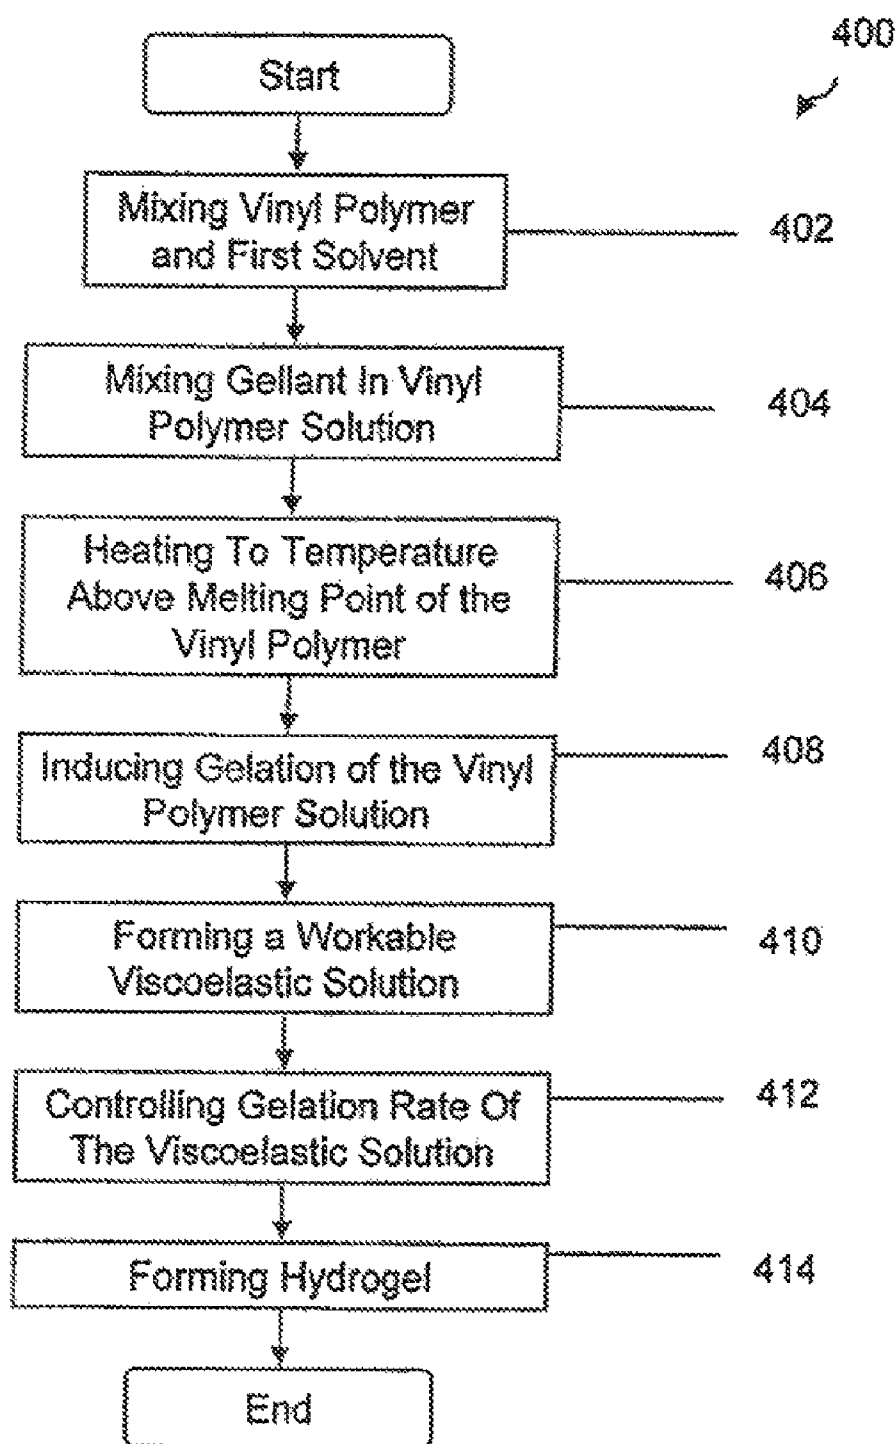 400
Start
Mixing Vinyl Polymer
and First Solvent
402
Mixing Gellant In Vinyl
Polymer Solution
404
Heating To Temperature
Above Melting Point of the
Vinyl Polymer
406
Inducing Gelation of the Vinyl
Polymer Solution
408
Forming a Workable
Viscoelastic Solution
410
Controlling Gelation Rate Of
The Viscoelastic Solution
412
Forming Hydrogel
414
End